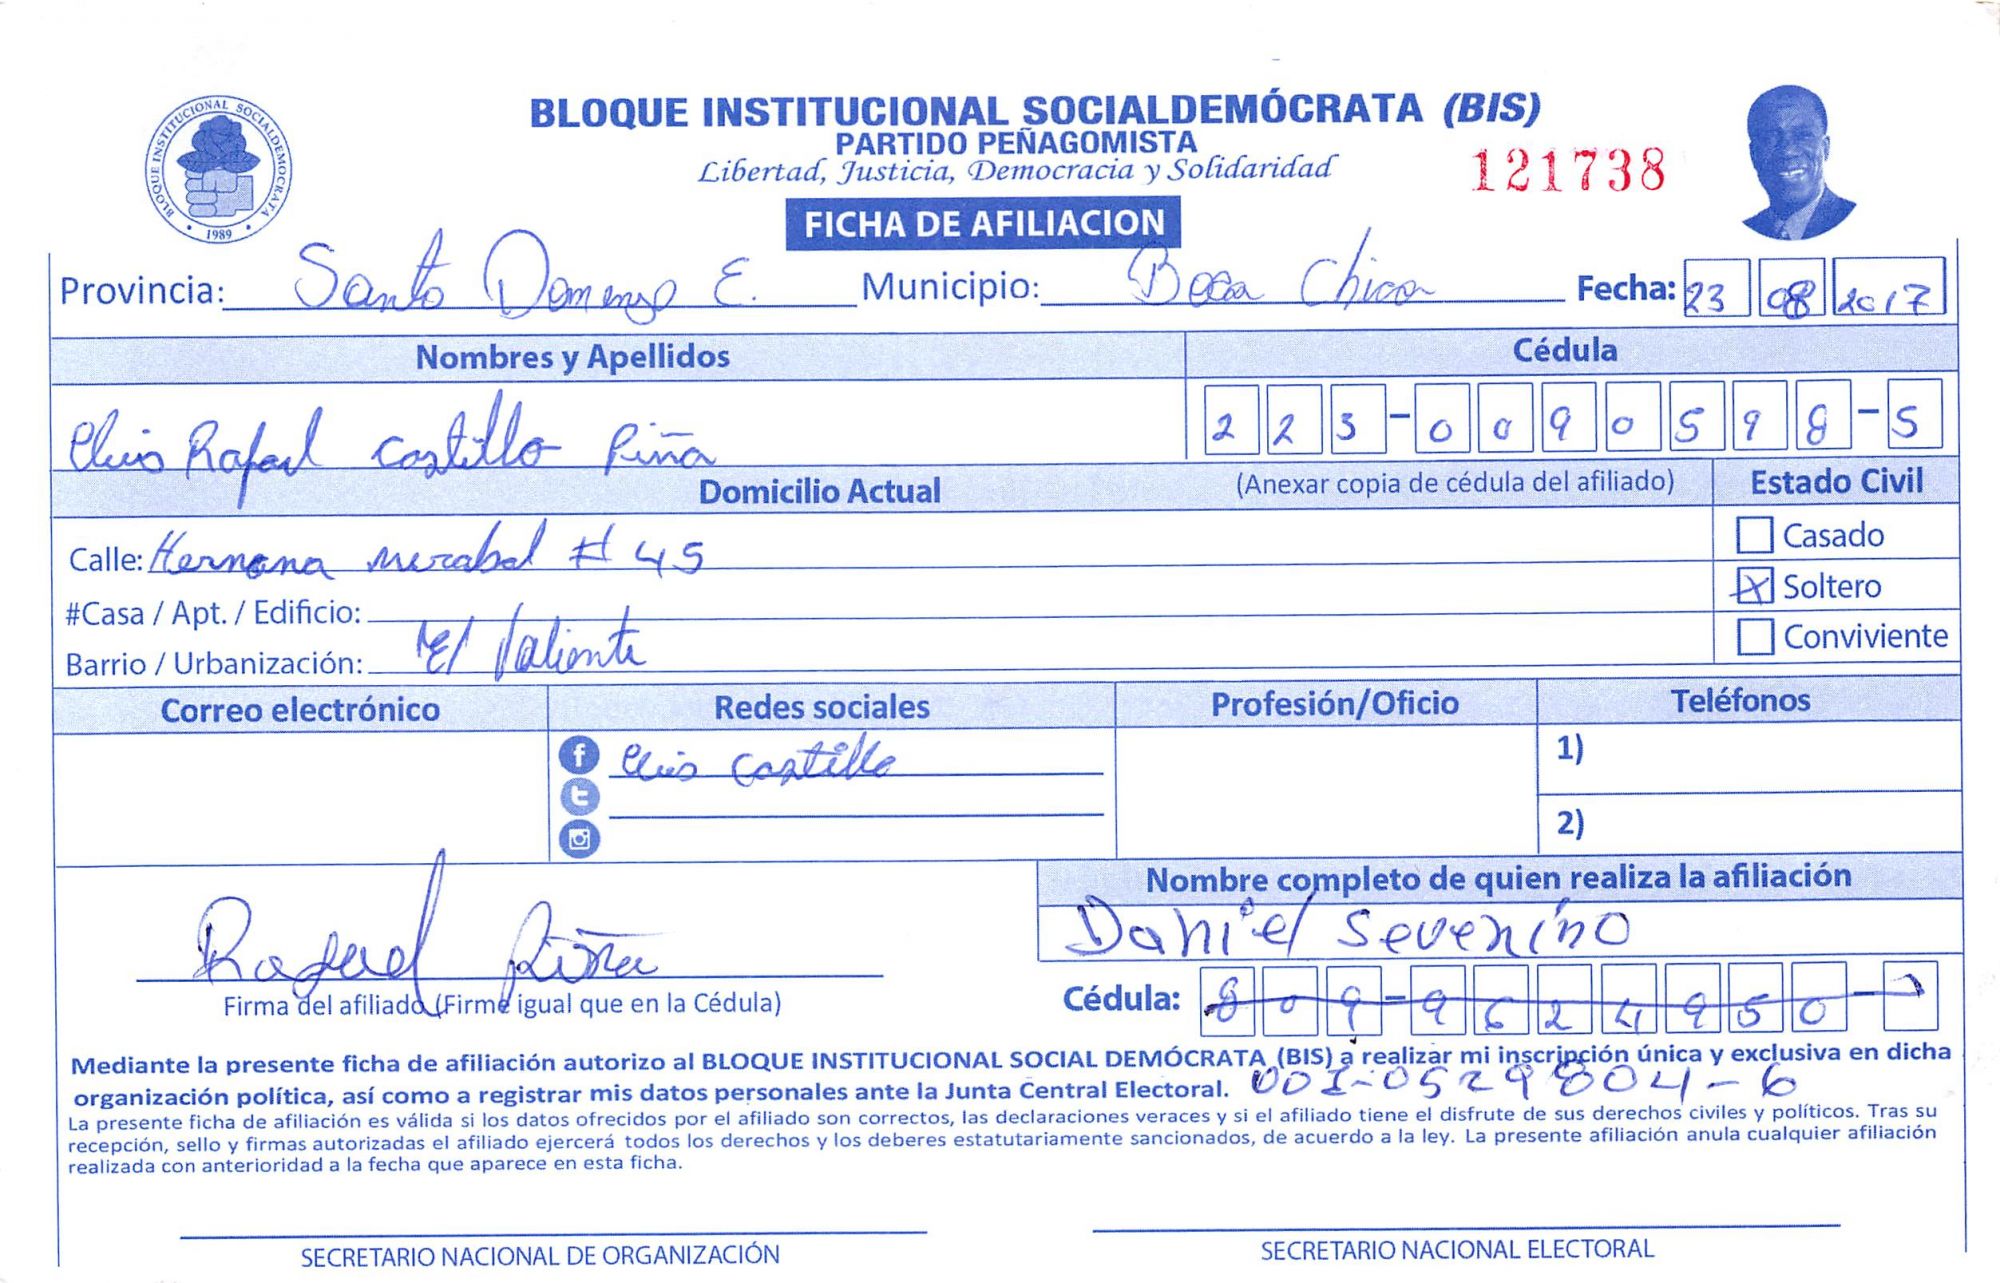 BLOQUE INSTITUCIONAL SOCIALDEMOCRATA
1989
BLOQUE INSTITUCIONAL SOCIALDEMÓCRATA (BIS)
PARTIDO PEÑAGOMISTA
Libertad, Justicia, Democracia y Solidaridad
121738
FICHA DE AFILIACION
Provincia: Santo Domingo E. Municipio: Boca Chica Fecha: 23 08 2017
Nombres y Apellidos Cédula
Elvis Rafael Castillo Piña 223-0090598-5
Domicilio Actual (Anexar copia de cédula del afiliado) Estado Civil
Calle: Hermana Mirabal # 45 Casado
#Casa / Apt. / Edificio: X Soltero
Barrio / Urbanización: El Valiente Conviviente
Correo electrónico Redes sociales Profesión/Oficio Teléfonos
f Elvis Castillo 1)
t
2)
Nombre completo de quien realiza la afiliación
Daniel Severino
Rafael Piña
Firma del afiliado (Firme igual que en la Cédula) Cédula: 809-9624950-
Mediante la presente ficha de afiliación autorizo al BLOQUE INSTITUCIONAL SOCIAL DEMÓCRATA (BIS) a realizar mi inscripción única y exclusiva en dicha
organización política, así como a registrar mis datos personales ante la Junta Central Electoral. 001-0529804-6
La presente ficha de afiliación es válida si los datos ofrecidos por el afiliado son correctos, las declaraciones veraces y si el afiliado tiene el disfrute de sus derechos civiles y políticos. Tras su
recepción, sello y firmas autorizadas el afiliado ejercerá todos los derechos y los deberes estatutariamente sancionados, de acuerdo a la ley. La presente afiliación anula cualquier afiliación
realizada con anterioridad a la fecha que aparece en esta ficha.
SECRETARIO NACIONAL DE ORGANIZACIÓN SECRETARIO NACIONAL ELECTORAL